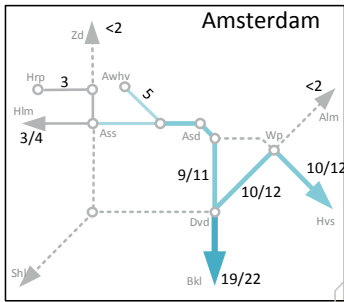 Amsterdam
Zd <2
Hrp 3 Awhv
5
<2
Hlm
Alm
3/4
Ass
Asd
Wp
9/11
10/12
10/12
Dvd
Hvs
Shl
Bkl 19/22